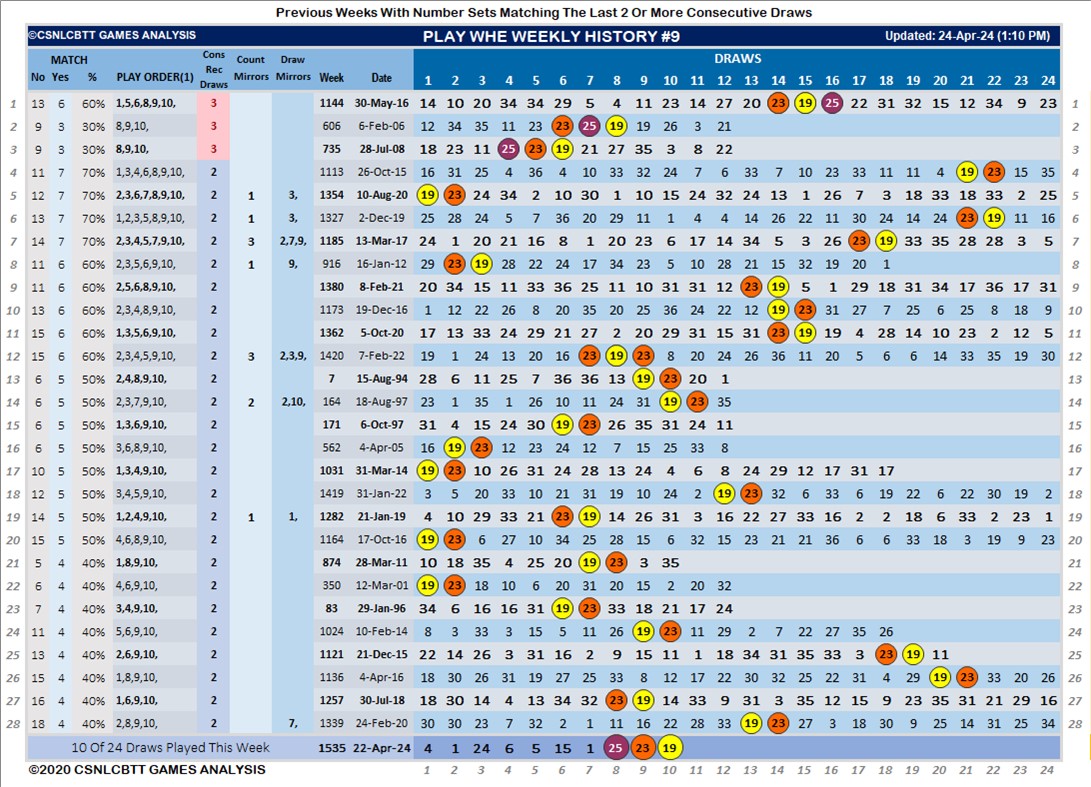 Previous Weeks With Number Sets Matching The Last 2 Or More Consecutive Draws
©CSNLCBTT GAMES ANALYSIS PLAY WHE WEEKLY HISTORY #9 Updated: 24-Apr-24 (1:10 PM)
MATCH Cons Rec Draws Count Mirrors Draw Mirrors DRAWS
No Yes % PLAY ORDER(1) Week Date 1 2 3 4 5 6 7 8 9 10 11 12 13 14 15 16 17 18 19 20 21 22 23 24
1 13 6 60% 1,5,6,8,9,10, 3 1144 30-May-16 14 10 20 34 34 29 5 4 11 23 14 27 20 23 19 25 22 31 32 15 12 34 9 23 1
2 9 3 30% 8,9,10, 3 606 6-Feb-06 12 34 35 11 23 23 25 19 19 26 3 21 2
3 9 3 30% 8,9,10, 3 735 28-Jul-08 18 23 11 25 23 19 21 27 35 3 8 22 3
4 11 7 70% 1,3,4,6,8,9,10, 2 1113 26-Oct-15 16 31 25 4 36 4 10 33 32 24 7 6 33 7 10 23 33 11 11 4 19 23 15 35 4
5 12 7 70% 2,3,6,7,8,9,10, 2 1 3, 1354 10-Aug-20 19 23 24 34 2 10 30 1 10 15 24 32 24 13 1 26 7 3 18 33 18 33 2 25 5
6 13 7 70% 1,2,3,5,8,9,10, 2 1 3, 1327 2-Dec-19 25 28 24 5 7 36 20 29 11 1 4 4 14 26 22 11 30 24 14 24 23 19 11 16 6
7 14 7 70% 2,3,4,5,7,9,10, 2 3 2,7,9, 1185 13-Mar-17 24 1 20 21 16 8 1 20 23 6 17 14 34 5 3 26 23 19 33 35 28 28 3 5 7
8 11 6 60% 2,3,5,6,9,10, 2 1 9, 916 16-Jan-12 29 23 19 28 22 24 17 34 23 5 10 28 21 15 32 19 20 1 8
9 11 6 60% 2,5,6,8,9,10, 2 1380 8-Feb-21 20 34 15 11 33 36 25 11 10 31 31 12 23 19 5 1 29 18 31 34 17 36 17 31 9
10 13 6 60% 2,3,4,8,9,10, 2 1173 19-Dec-16 1 12 22 26 8 20 35 20 25 36 24 22 12 19 23 31 27 7 25 6 25 8 18 9 10
11 15 6 60% 1,3,5,6,9,10, 2 1362 5-Oct-20 17 13 33 24 29 21 27 2 20 29 31 15 31 23 19 19 4 28 14 10 23 2 12 5 11
12 15 6 60% 2,3,4,5,9,10, 2 3 2,3,9, 1420 7-Feb-22 19 1 24 13 20 16 23 19 23 8 20 24 26 36 11 20 5 6 6 14 33 35 19 30 12
13 6 5 50% 2,4,8,9,10, 2 7 15-Aug-94 28 6 11 25 7 36 36 13 19 23 20 1 13
14 6 5 50% 2,3,7,9,10, 2 2 2,10, 164 18-Aug-97 23 1 35 1 26 10 11 24 31 19 23 35 14
15 6 5 50% 1,3,6,9,10, 2 171 6-Oct-97 31 4 15 24 30 19 23 26 35 31 24 11 15
16 6 5 50% 3,6,8,9,10, 2 562 4-Apr-05 16 19 23 12 23 24 12 7 15 25 33 8 16
17 10 5 50% 1,3,4,9,10, 2 1031 31-Mar-14 19 23 10 26 31 24 28 13 24 4 6 8 24 29 12 17 31 17 17
18 12 5 50% 3,4,5,9,10, 2 1419 31-Jan-22 3 5 20 33 10 21 31 19 10 24 2 19 23 32 6 33 6 19 22 6 22 30 19 2 18
19 14 5 50% 1,2,4,9,10, 2 1 1, 1282 21-Jan-19 4 10 29 33 21 23 19 14 26 31 3 16 22 27 33 16 2 2 18 6 33 22 23 1 19
20 15 5 50% 4,6,8,9,10, 2 1164 17-Oct-16 19 23 6 27 10 34 25 28 15 6 32 15 23 21 21 36 6 6 33 18 3 19 9 23 20
21 5 4 40% 1,8,9,10, 2 874 28-Mar-11 10 18 35 4 25 20 19 23 3 35 21
22 6 4 40% 4,6,9,10, 2 350 12-Mar-01 19 23 18 10 6 20 31 20 15 2 20 32 22
23 7 4 40% 3,4,9,10, 2 83 29-Jan-96 34 6 16 16 31 19 23 33 18 21 17 24 23
24 11 4 40% 5,6,9,10, 2 1024 10-Feb-14 8 3 33 3 15 5 11 26 19 23 11 29 2 7 22 27 35 26 24
25 13 4 40% 2,6,9,10, 2 1121 21-Dec-15 22 14 26 3 31 16 2 9 15 11 1 18 34 31 35 33 3 23 19 11 25
26 15 4 40% 1,8,9,10, 2 1136 4-Apr-16 18 30 26 31 19 27 25 33 8 12 17 22 30 32 25 22 31 4 29 19 23 33 20 26 26
27 16 4 40% 1,6,9,10, 2 1257 30-Jul-18 18 30 14 4 13 34 32 23 19 14 33 9 31 3 35 12 15 9 23 35 31 21 29 16 27
28 18 4 40% 2,8,9,10, 2 7, 1339 24-Feb-20 30 30 23 7 32 2 1 11 16 22 28 33 19 23 27 3 18 30 9 25 14 31 25 34 28
10 Of 24 Draws Played This Week 1535 22-Apr-24 4 1 24 6 5 15 1 25 23 19
©2020 CSNLCBTT GAMES ANALYSIS 1 2 3 4 5 6 7 8 9 10 11 12 13 14 15 16 17 18 19 20 21 22 23 24